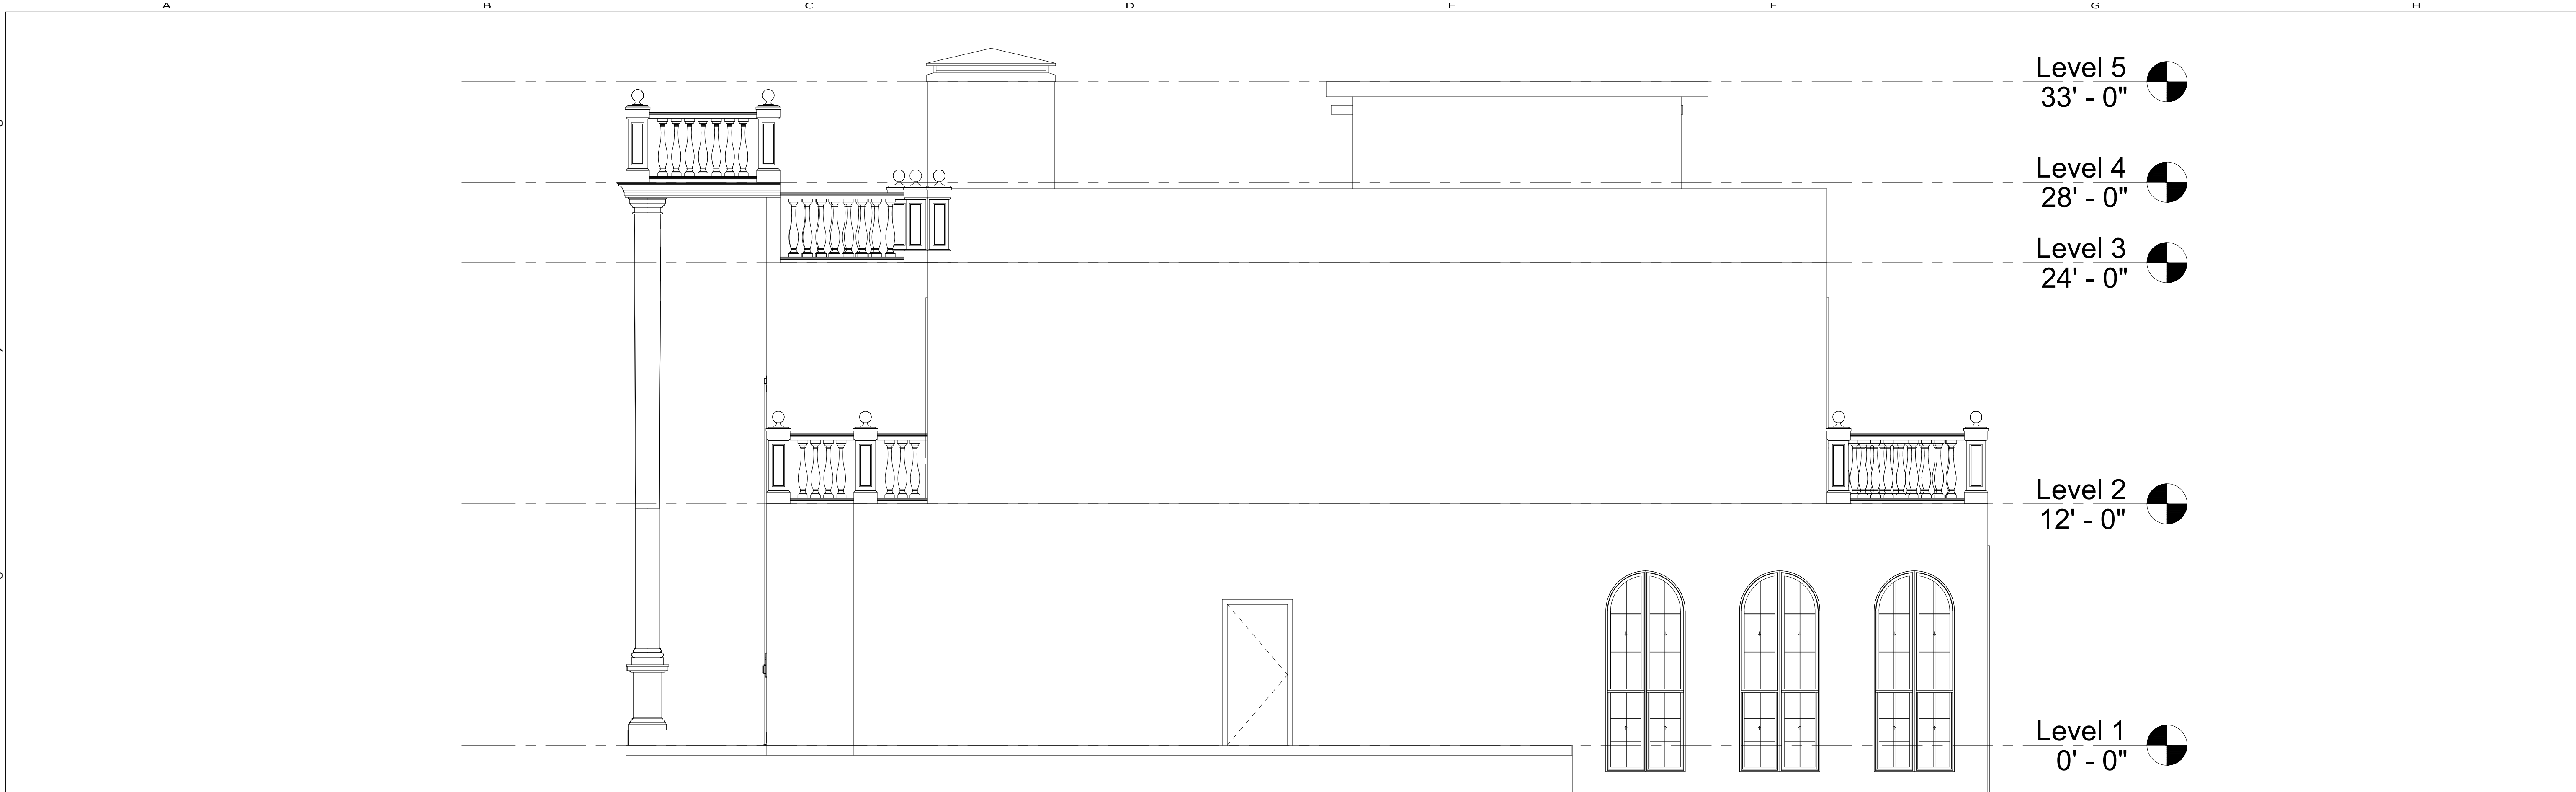 A B C D E F G H
Level 5
33' - 0"
Level 4
28' - 0"
Level 3
24' - 0"
Level 2
12' - 0"
Level 1
0' - 0"